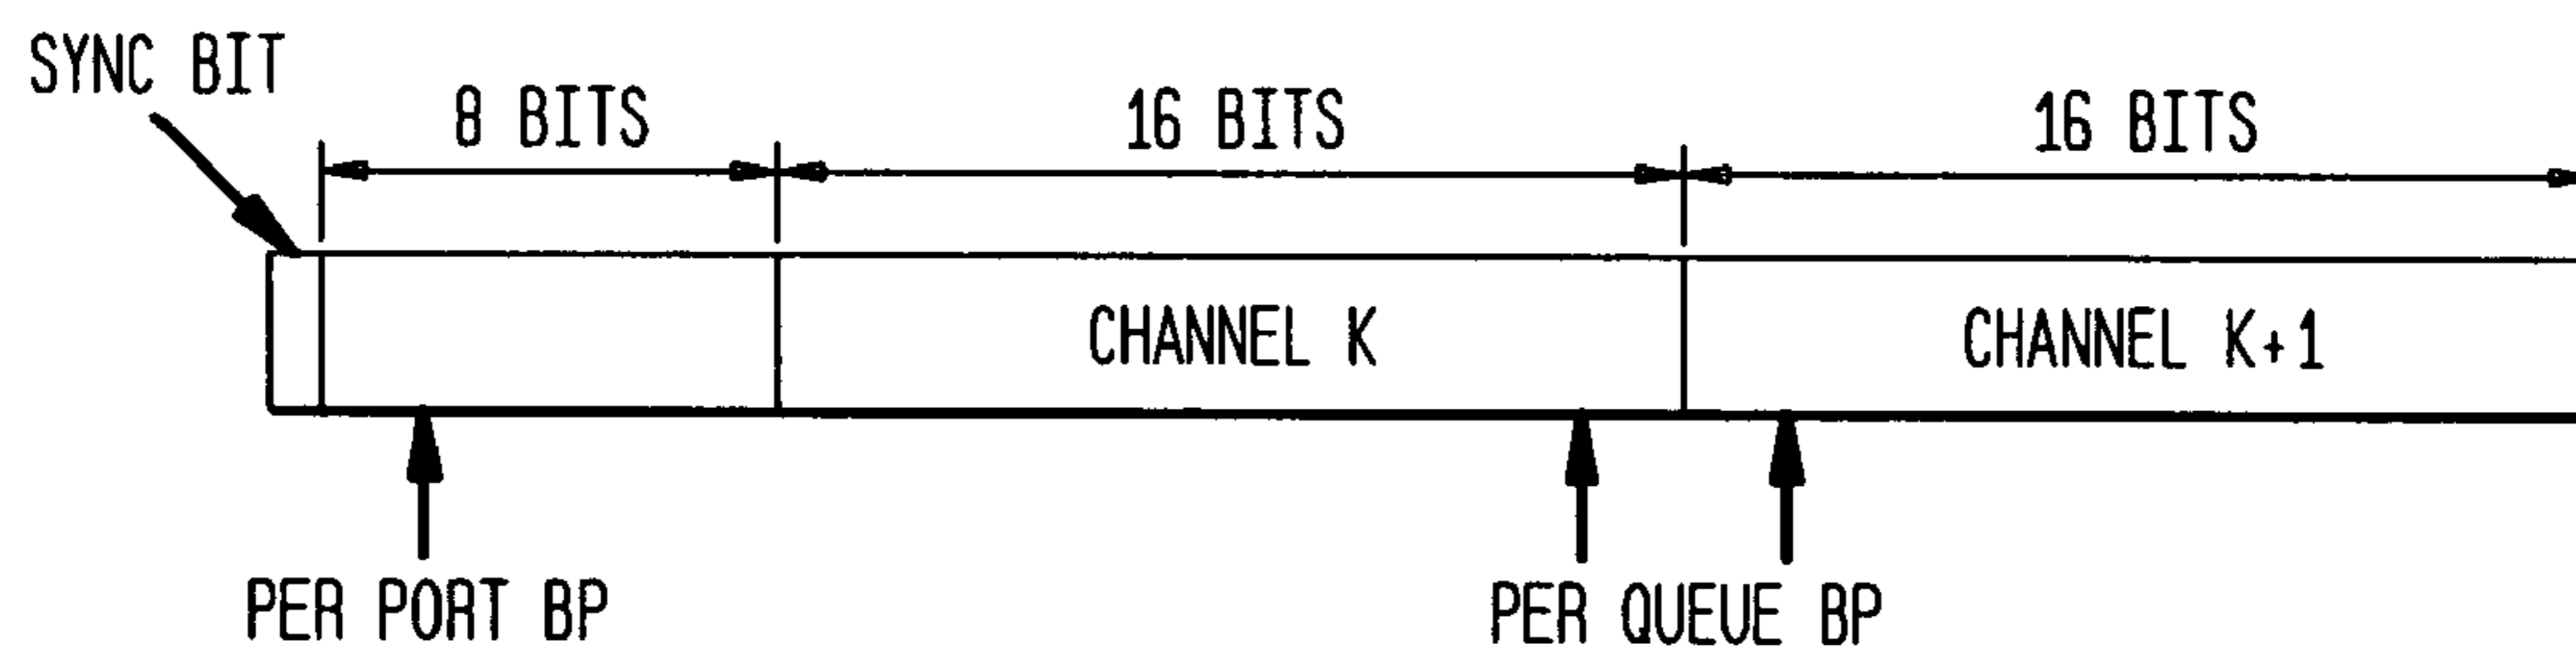 SYNC BIT
8 BITS
16 BITS
16 BITS
CHANNEL K
CHANNEL K+1
PER PORT BP
PER QUEUE BP